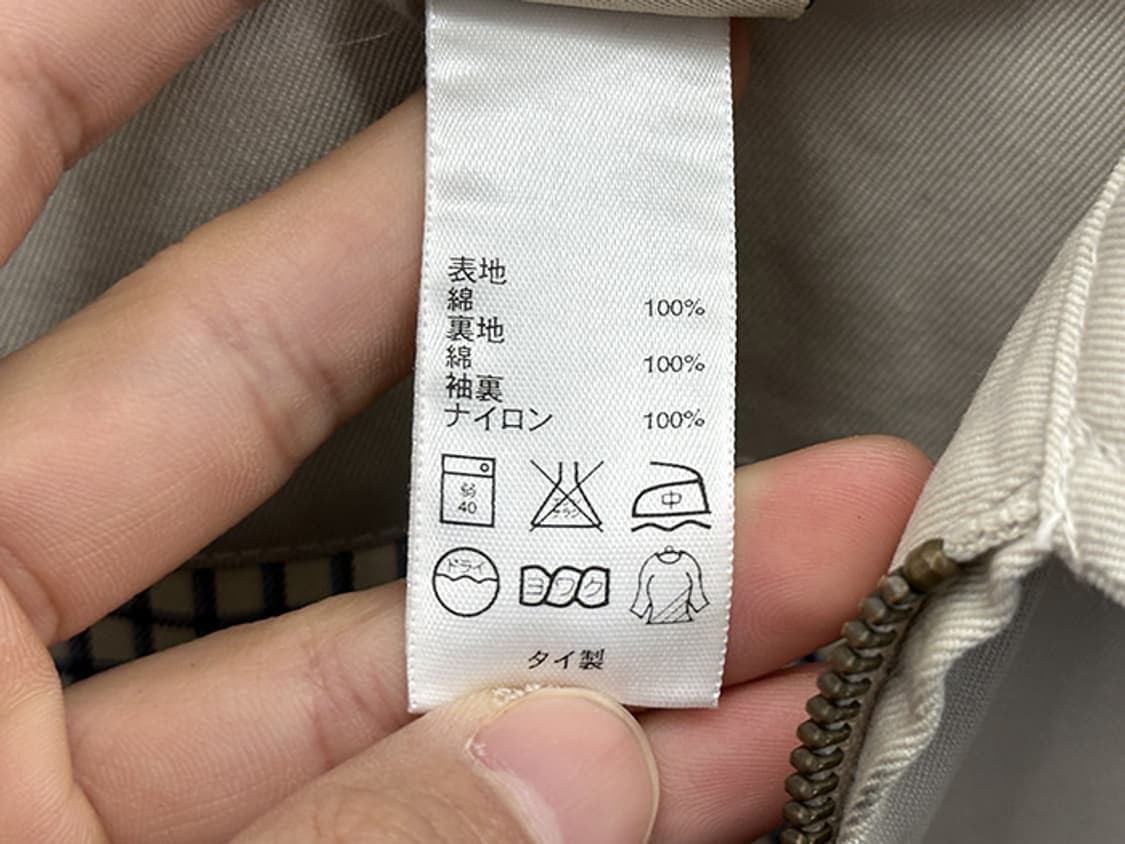 表地
綿 100%
裏地
綿 100%
袖裏
ナイロン 100%
弱
40
中
ドライ
ヨワク
タイ製